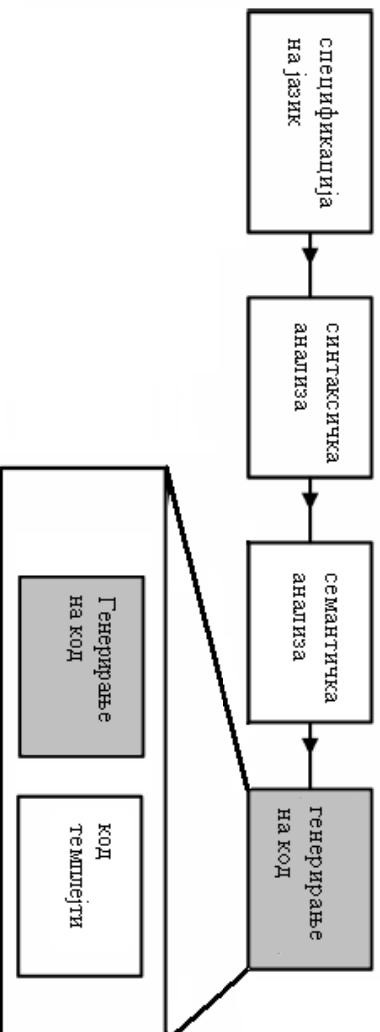 спецификација
на јазик
синтаксичка
анализа
семантичка
анализа
генерирање
на код
Генерирање
на код
код
темплејти